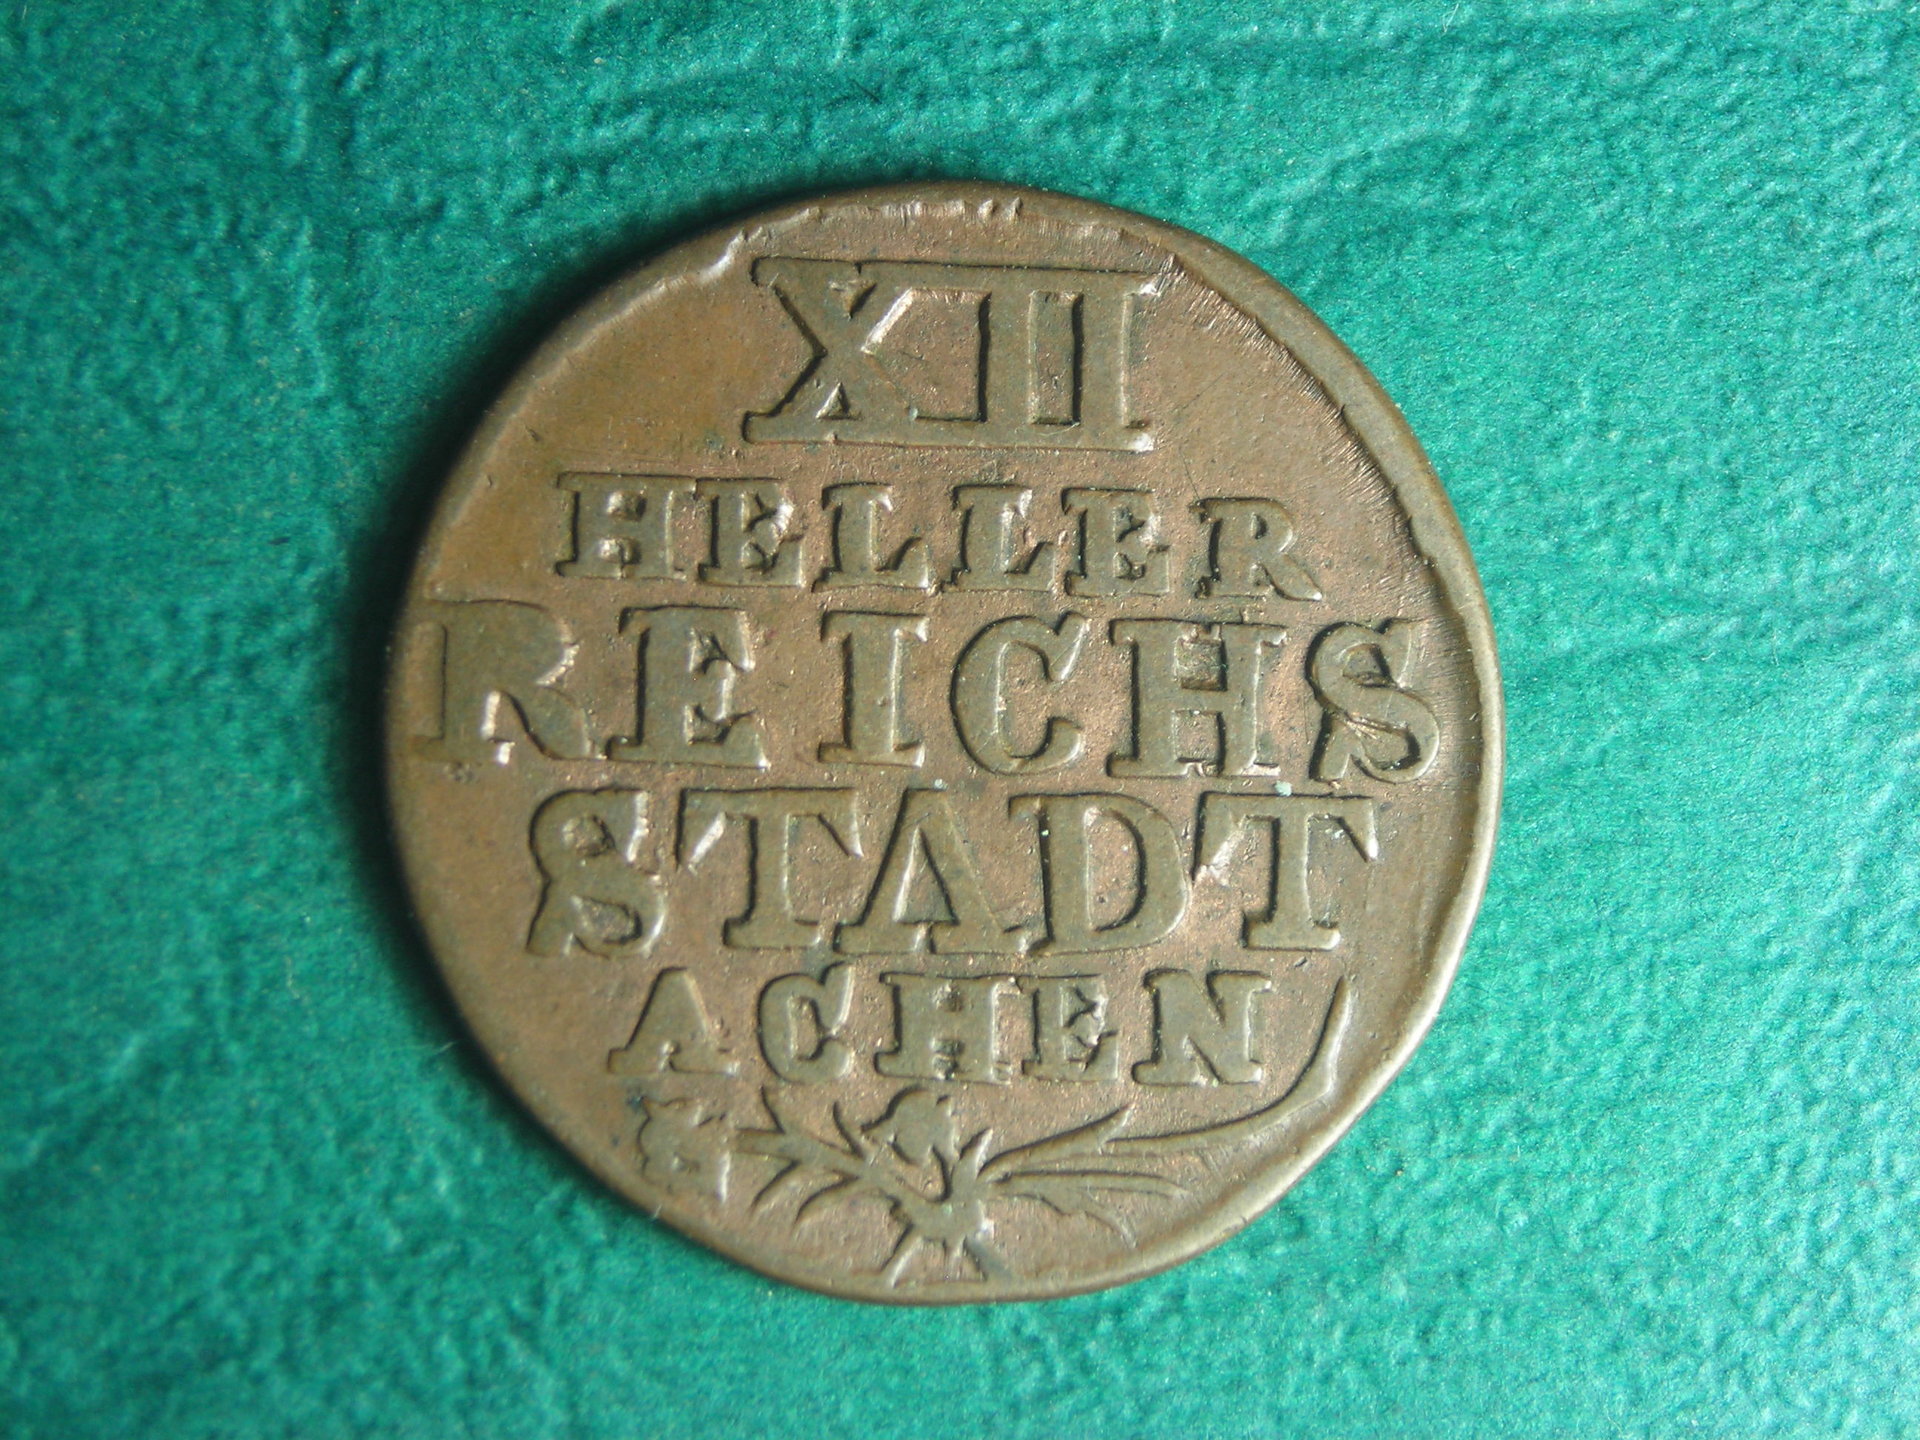 XII
HELLER
REICHS
STADT
ACHEN